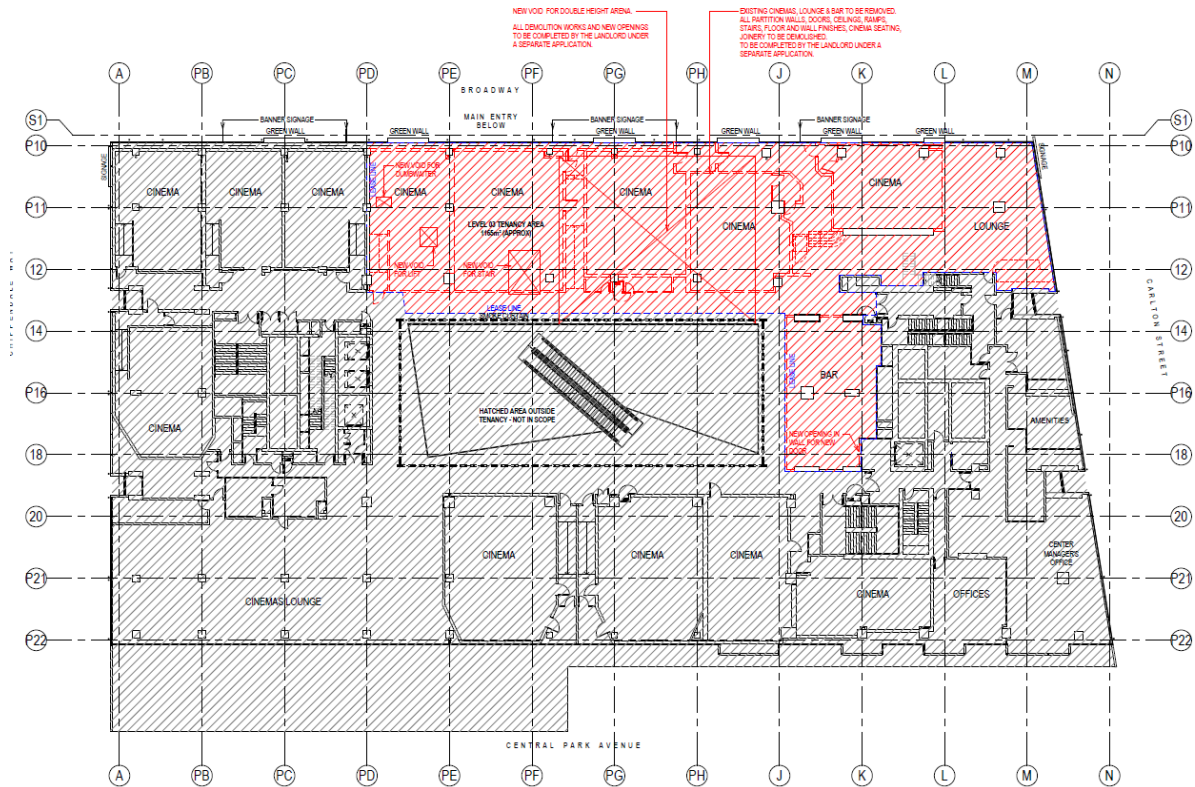 NEW VOID FOR DOUBLE HEIGHT ARENA.
ALL DEMOLITION WORKS AND NEW OPENINGS
TO BE COMPLETED BY THE LANDLORD UNDER
A SEPARATE APPLICATION.
EXISTING CINEMAS, LOUNGE & BAR TO BE REMOVED.
ALL PARTITION WALLS, DOORS, CEILINGS, RAMPS,
STAIRS, FLOOR AND WALL FINISHES, CINEMA SEATING,
JOINERY TO BE DEMOLISHED.
TO BE COMPLETED BY THE LANDLORD UNDER A
SEPARATE APPLICATION.
A PB PC PD PE PF PG PH J K L M N
BROADWAY
MAIN ENTRY
BELOW
S1
S1
BANNER SIGNAGE
BANNER SIGNAGE
BANNER SIGNAGE
GREEN WALL
GREEN WALL
GREEN WALL
GREEN WALL
GREEN WALL
GREEN WALL
P10
P10
SIGNAGE
SIGNAGE
LEASE LINE
NEW VOID FOR
DUMBWAITER
CINEMA
CINEMA
CINEMA
CINEMA
CINEMA
CINEMA
CINEMA
CINEMA
P11
P11
LEVEL 03 TENANCY AREA
1165m² (APPROX)
LOUNGE
NEW VOID
FOR LIFT
NEW VOID
FOR STAIR
12
12
LEASE LINE
CARLTON STREET
14
14
LEASE LINE
BAR
P16
P16
HATCHED AREA OUTSIDE
TENANCY - NOT IN SCOPE
AMENITIES
CINEMA
NEW OPENING IN
WALL FOR NEW
DOOR
18
18
20
20
CINEMA
CINEMA
CINEMA
CENTER
MANAGER'S
OFFICE
P21
P21
CINEMAS LOUNGE
CINEMA
OFFICES
P22
P22
CENTRAL PARK AVENUE
A PB PC PD PE PF PG PH J K L M N